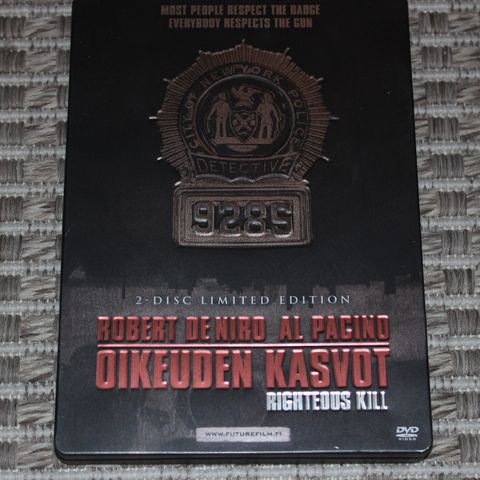 MOST PEOPLE RESPECT THE BADGE
EVERYBODY RESPECTS THE GUN
CITY OF NEW YORK POLICE
DETECTIVE
9285
2-DISC LIMITED EDITION
ROBERT DE NIRO AL PACINO
OIKEUDEN KASVOT
RIGHTEOUS KILL
WWW.FUTUREFILM.FI
DVD
VIDEO